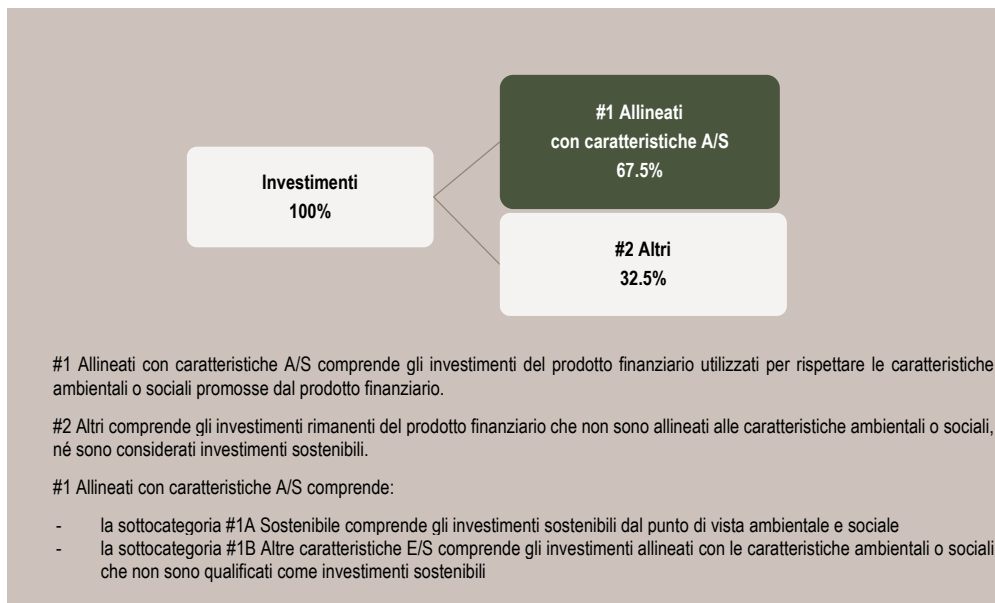 #1 Allineati
con caratteristiche A/S
67.5%
Investimenti
100%
#2 Altri
32.5%
#1 Allineati con caratteristiche A/S comprende gli investimenti del prodotto finanziario utilizzati per rispettare le caratteristiche
ambientali o sociali promosse dal prodotto finanziario.
#2 Altri comprende gli investimenti rimanenti del prodotto finanziario che non sono allineati alle caratteristiche ambientali o sociali,
né sono considerati investimenti sostenibili.
#1 Allineati con caratteristiche A/S comprende:
- la sottocategoria #1A Sostenibile comprende gli investimenti sostenibili dal punto di vista ambientale e sociale
- la sottocategoria #1B Altre caratteristiche E/S comprende gli investimenti allineati con le caratteristiche ambientali o sociali
che non sono qualificati come investimenti sostenibili